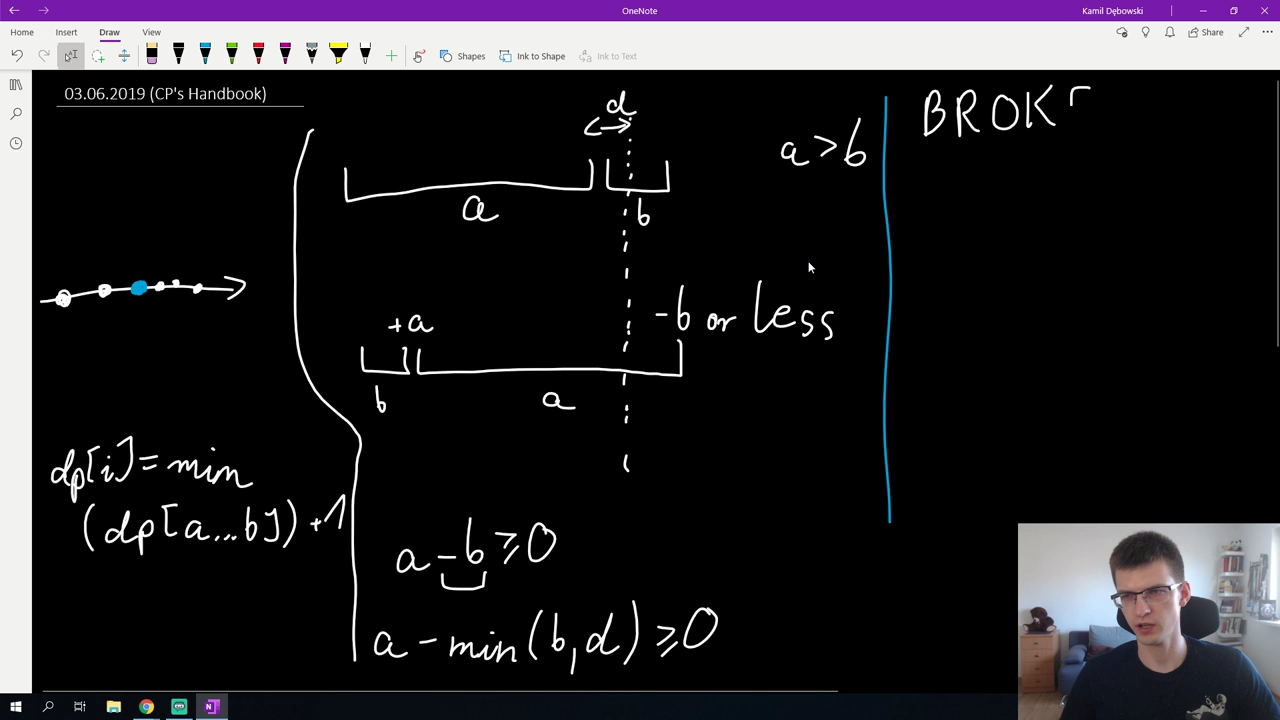 OneNote
Kamil Dębowski
Home Insert Draw View
Share
Shapes Ink to Shape Ink to Text
03.06.2019 (CP's Handbook)
d
a > b
BROK
a
b
+a
-b or less
b
a
dp[i] = min
(dp[a...b]) + 1
a - b ≥ 0
a - min(b,d) ≥ 0